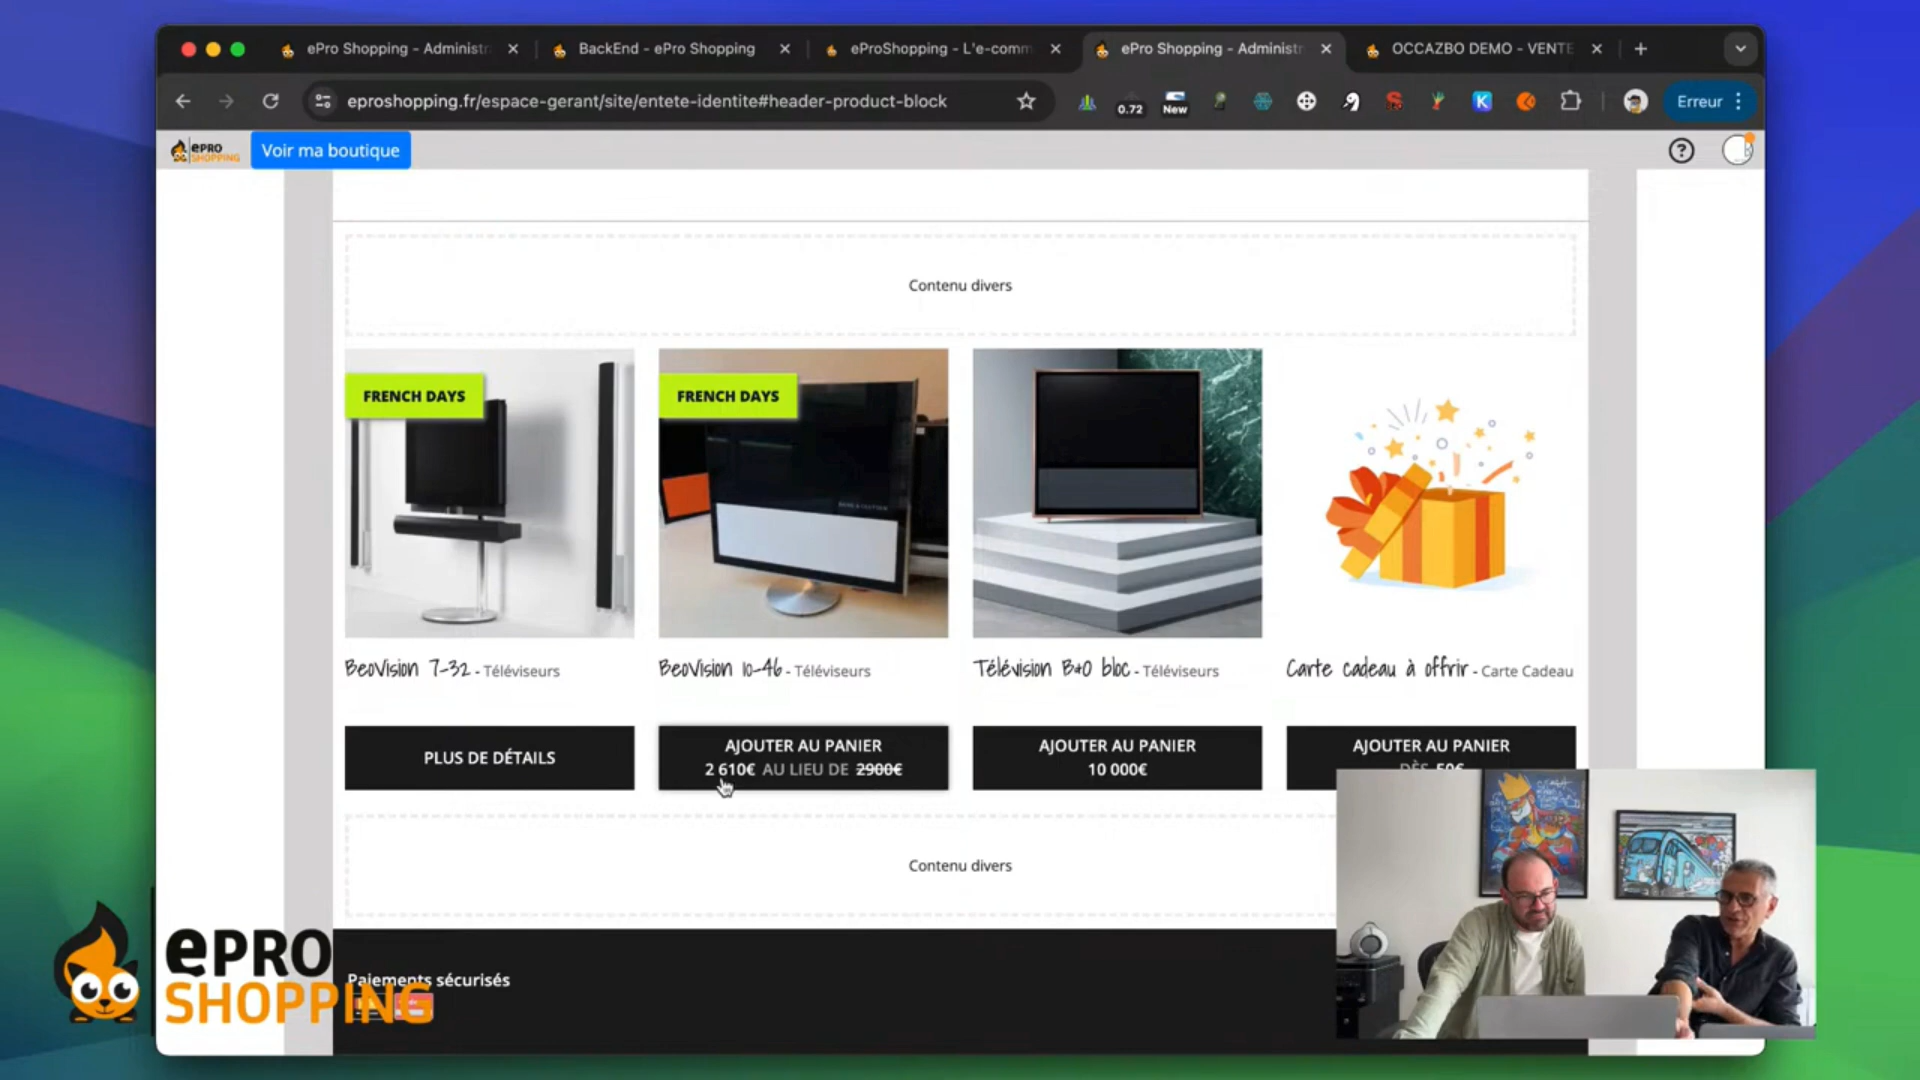 ePro Shopping - Administr
BackEnd - ePro Shopping
eProShopping - L'e-comm
ePro Shopping - Administr
OCCAZBO DEMO - VENTE
eproshopping.fr/espace-gerant/site/entete-identite#header-product-block
0.72
New
K
Erreur
ePRO
SHOPPING
Voir ma boutique
?
Contenu divers
FRENCH DAYS
FRENCH DAYS
BeoVision 7-32 - Téléviseurs
BeoVision 10-46 - Téléviseurs
Télévision B&O bloc - Téléviseurs
Carte cadeau à offrir - Carte Cadeau
PLUS DE DÉTAILS
AJOUTER AU PANIER
2 610€ AU LIEU DE 2900€
AJOUTER AU PANIER
10 000€
AJOUTER AU PANIER
DÈS 50€
Contenu divers
Paiements sécurisés
ePRO
SHOPPING